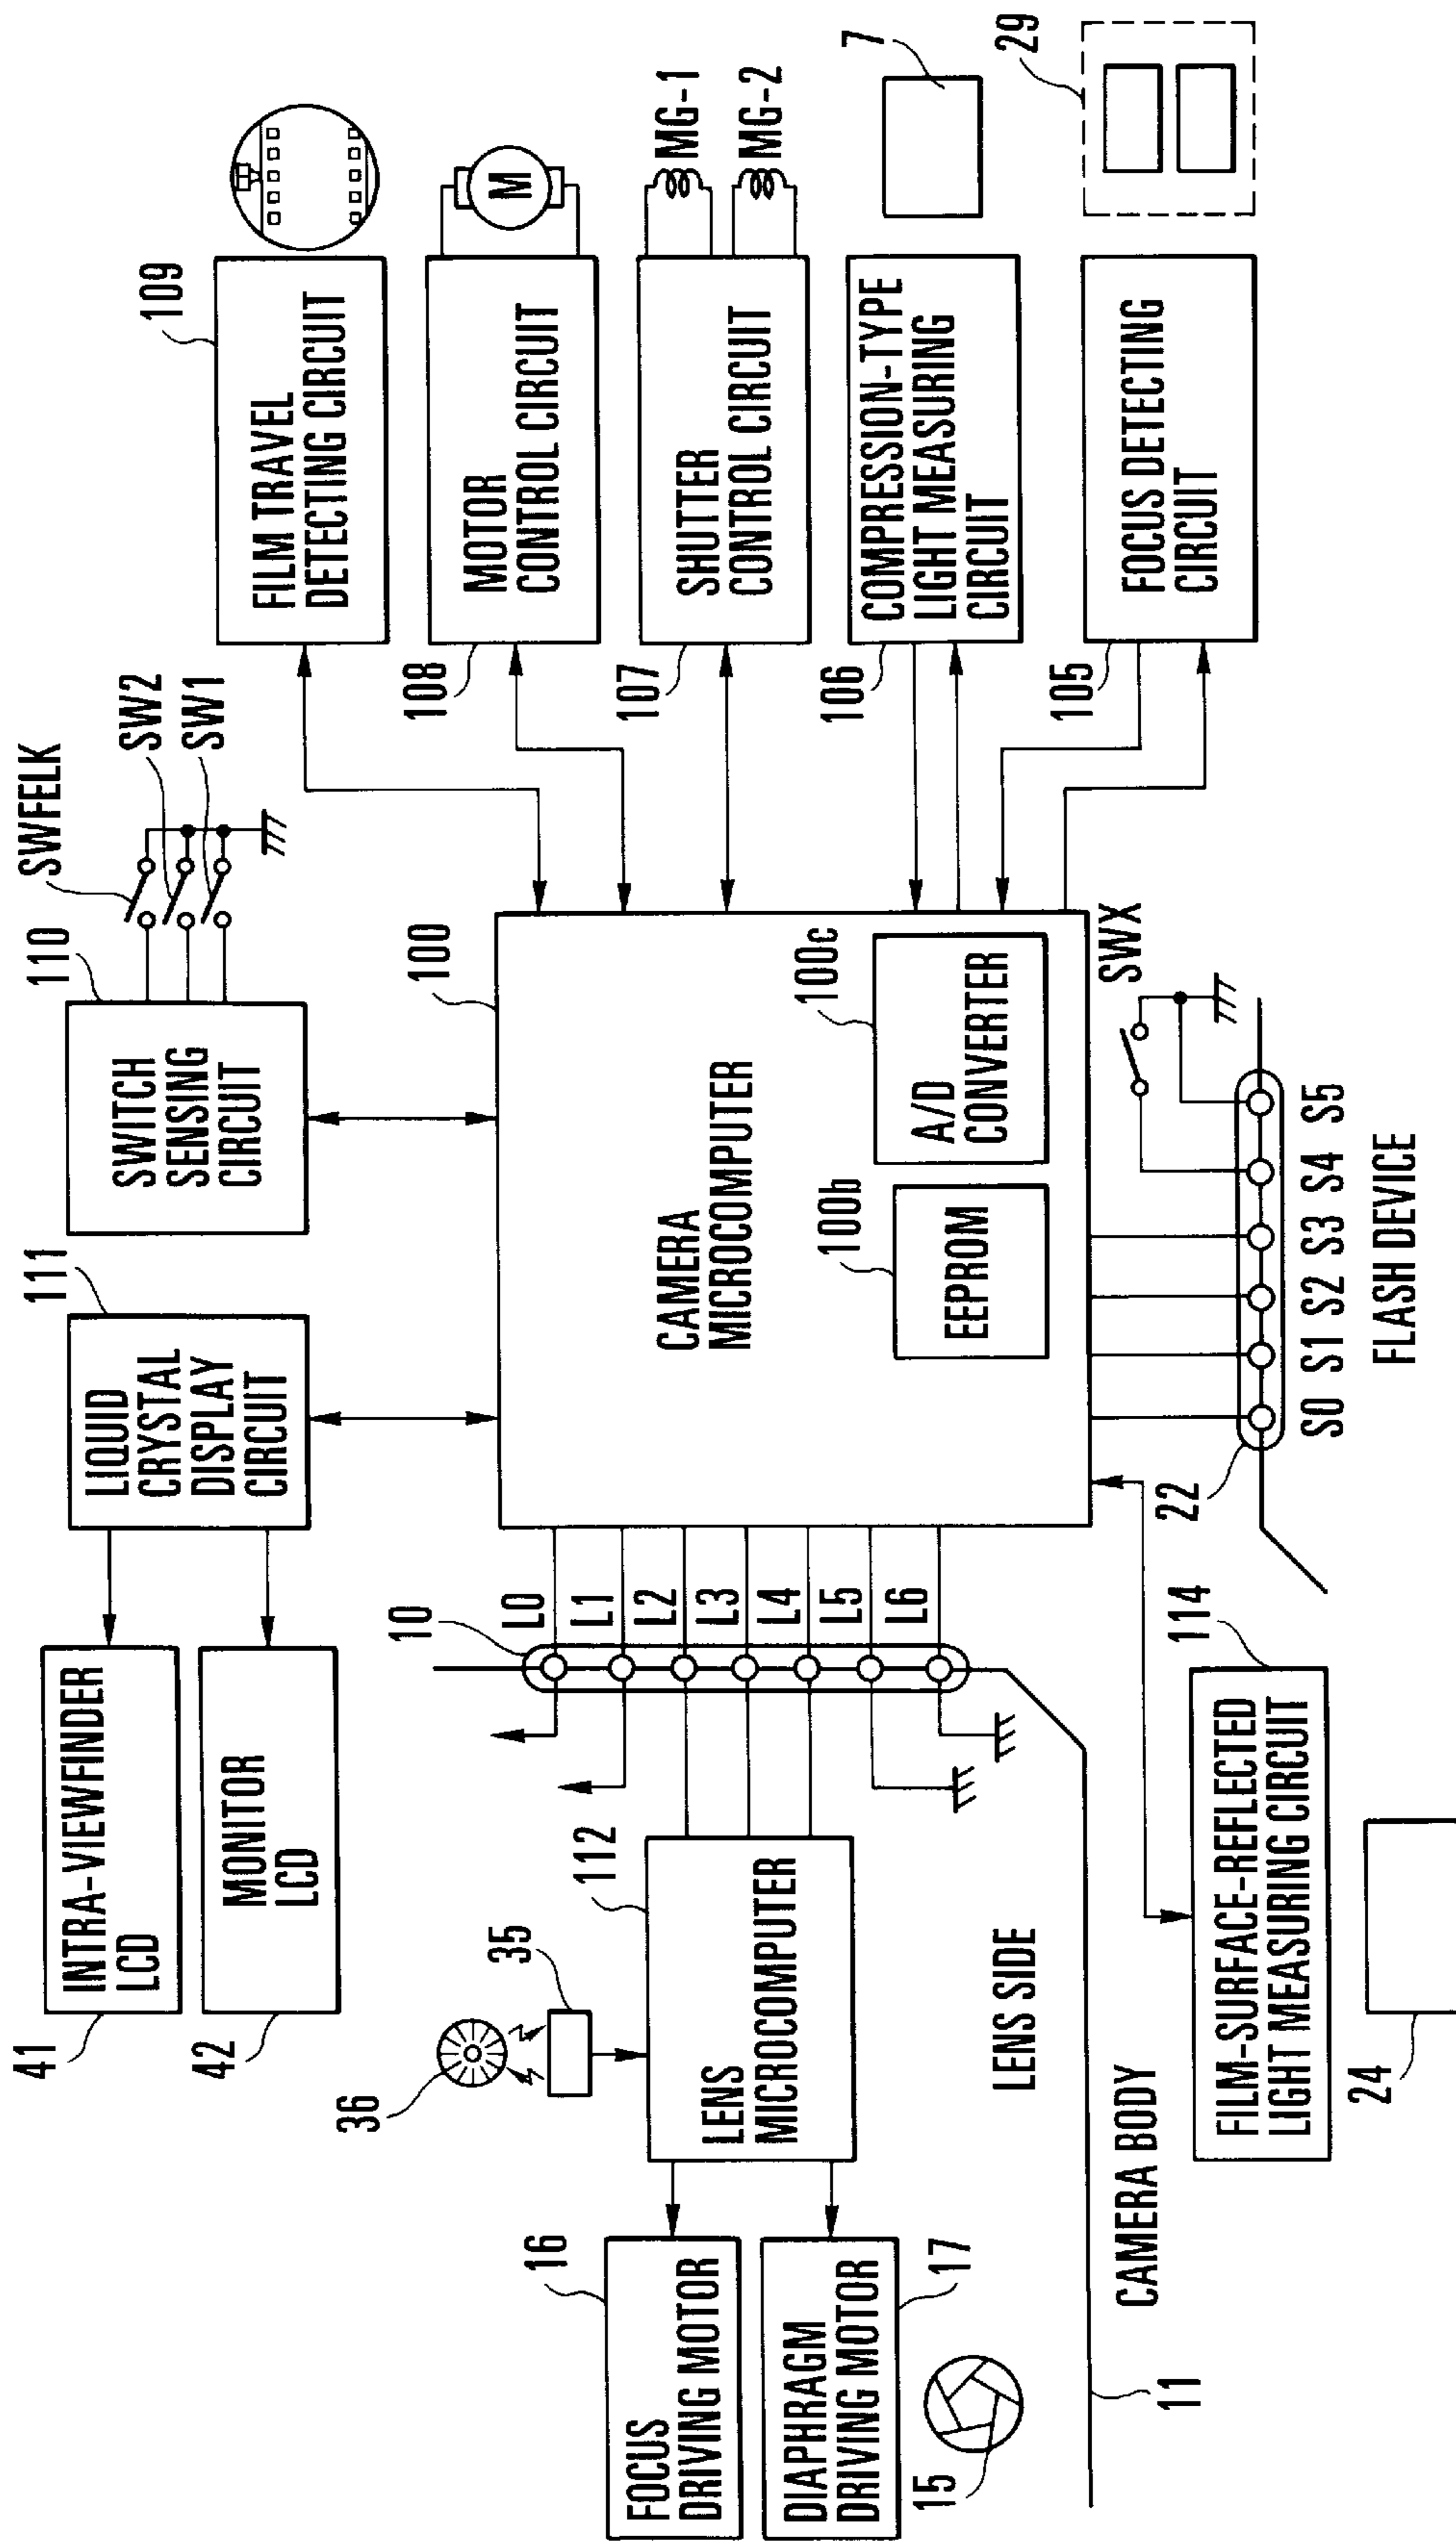 41
INTRA-VIEWFINDER
LCD
42
MONITOR
LCD
111
LIQUID
CRYSTAL
DISPLAY
CIRCUIT
110
SWITCH
SENSING
CIRCUIT
SWFELK
SW2
SW1
109
FILM TRAVEL
DETECTING CIRCUIT
108
MOTOR
CONTROL CIRCUIT
M
107
SHUTTER
CONTROL CIRCUIT
MG-1
MG-2
106
COMPRESSION-TYPE
LIGHT MEASURING
CIRCUIT
7
105
FOCUS DETECTING
CIRCUIT
29
100
CAMERA
MICROCOMPUTER
100b
EEPROM
100c
A/D
CONVERTER
10
L0
L1
L2
L3
L4
L5
L6
36
35
112
LENS
MICROCOMPUTER
16
FOCUS
DRIVING MOTOR
17
DIAPHRAGM
DRIVING MOTOR
15
LENS SIDE
11
CAMERA BODY
114
FILM-SURFACE-REFLECTED
LIGHT MEASURING CIRCUIT
24
SWX
22
S0 S1 S2 S3 S4 S5
FLASH DEVICE